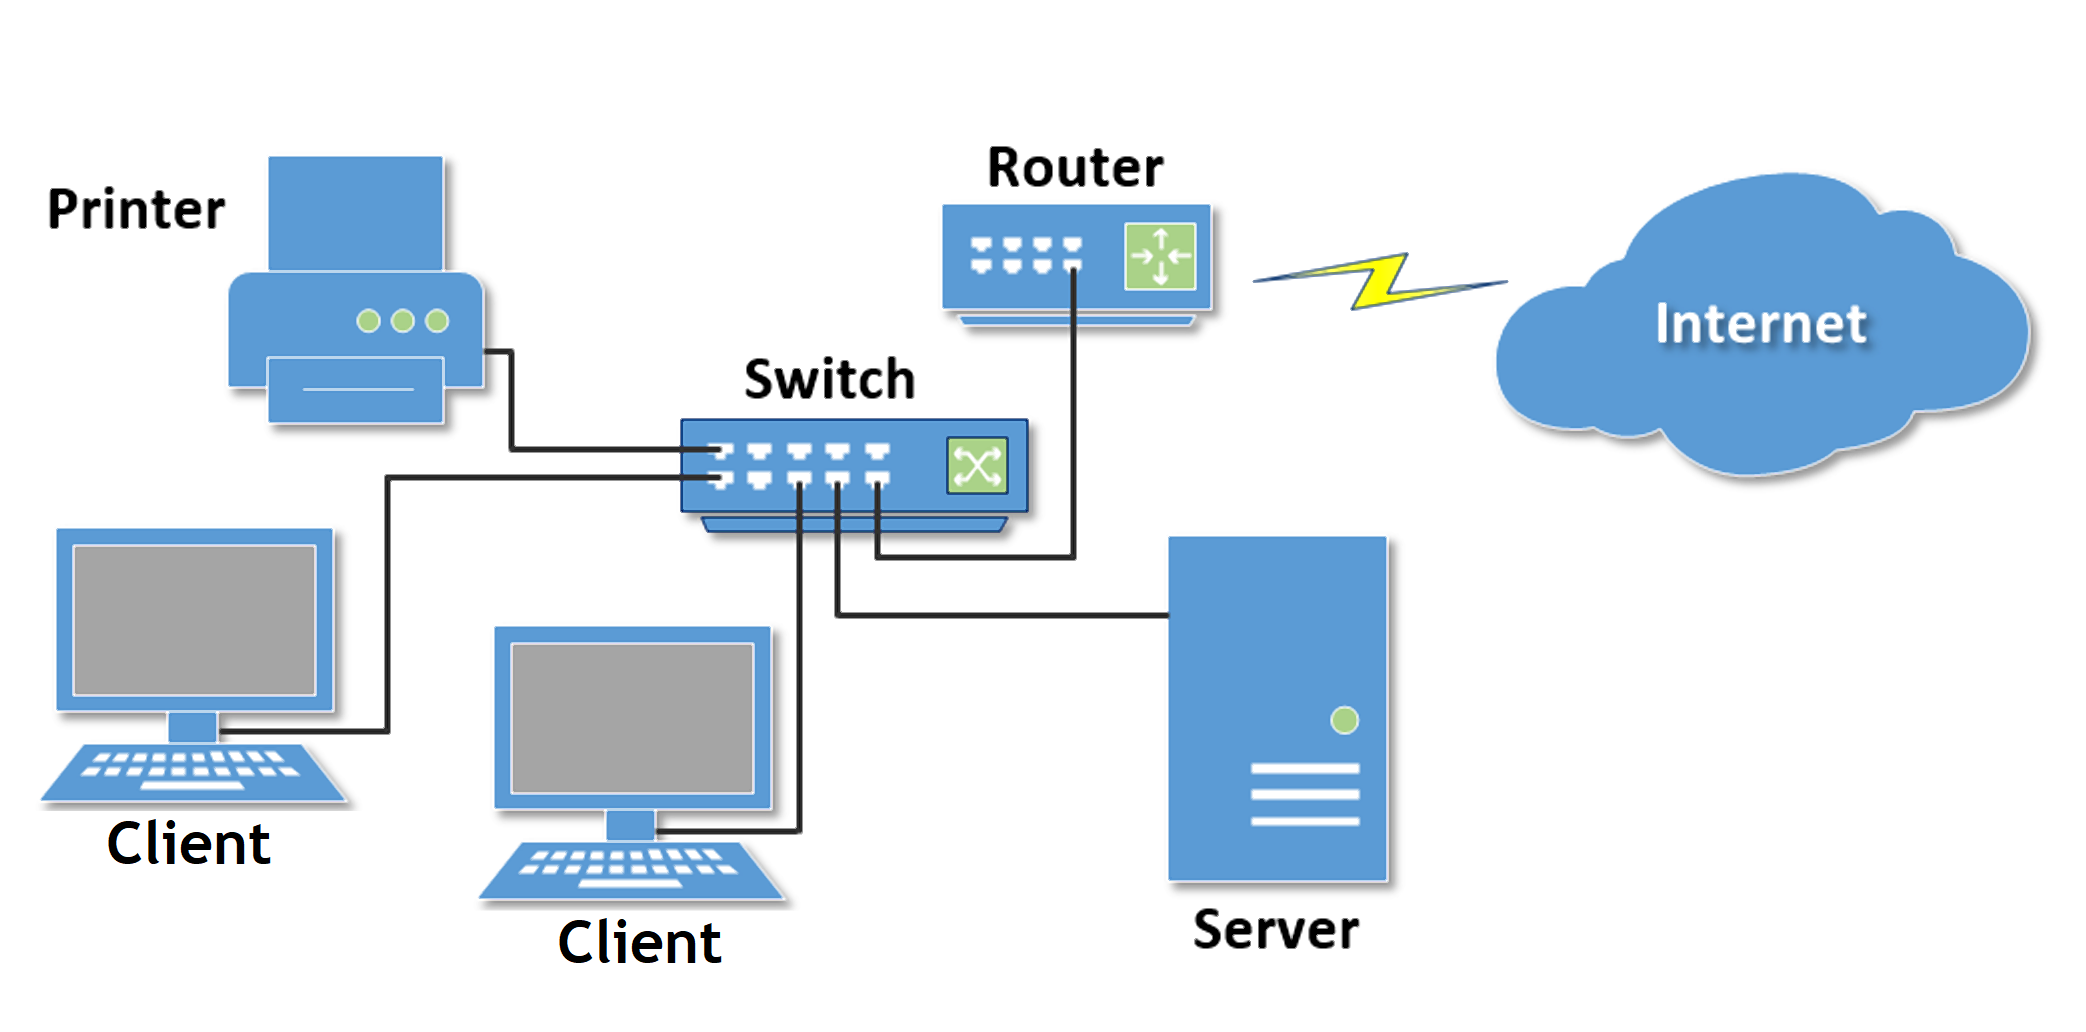 Printer
Router
Internet
Switch
Client
Client
Server